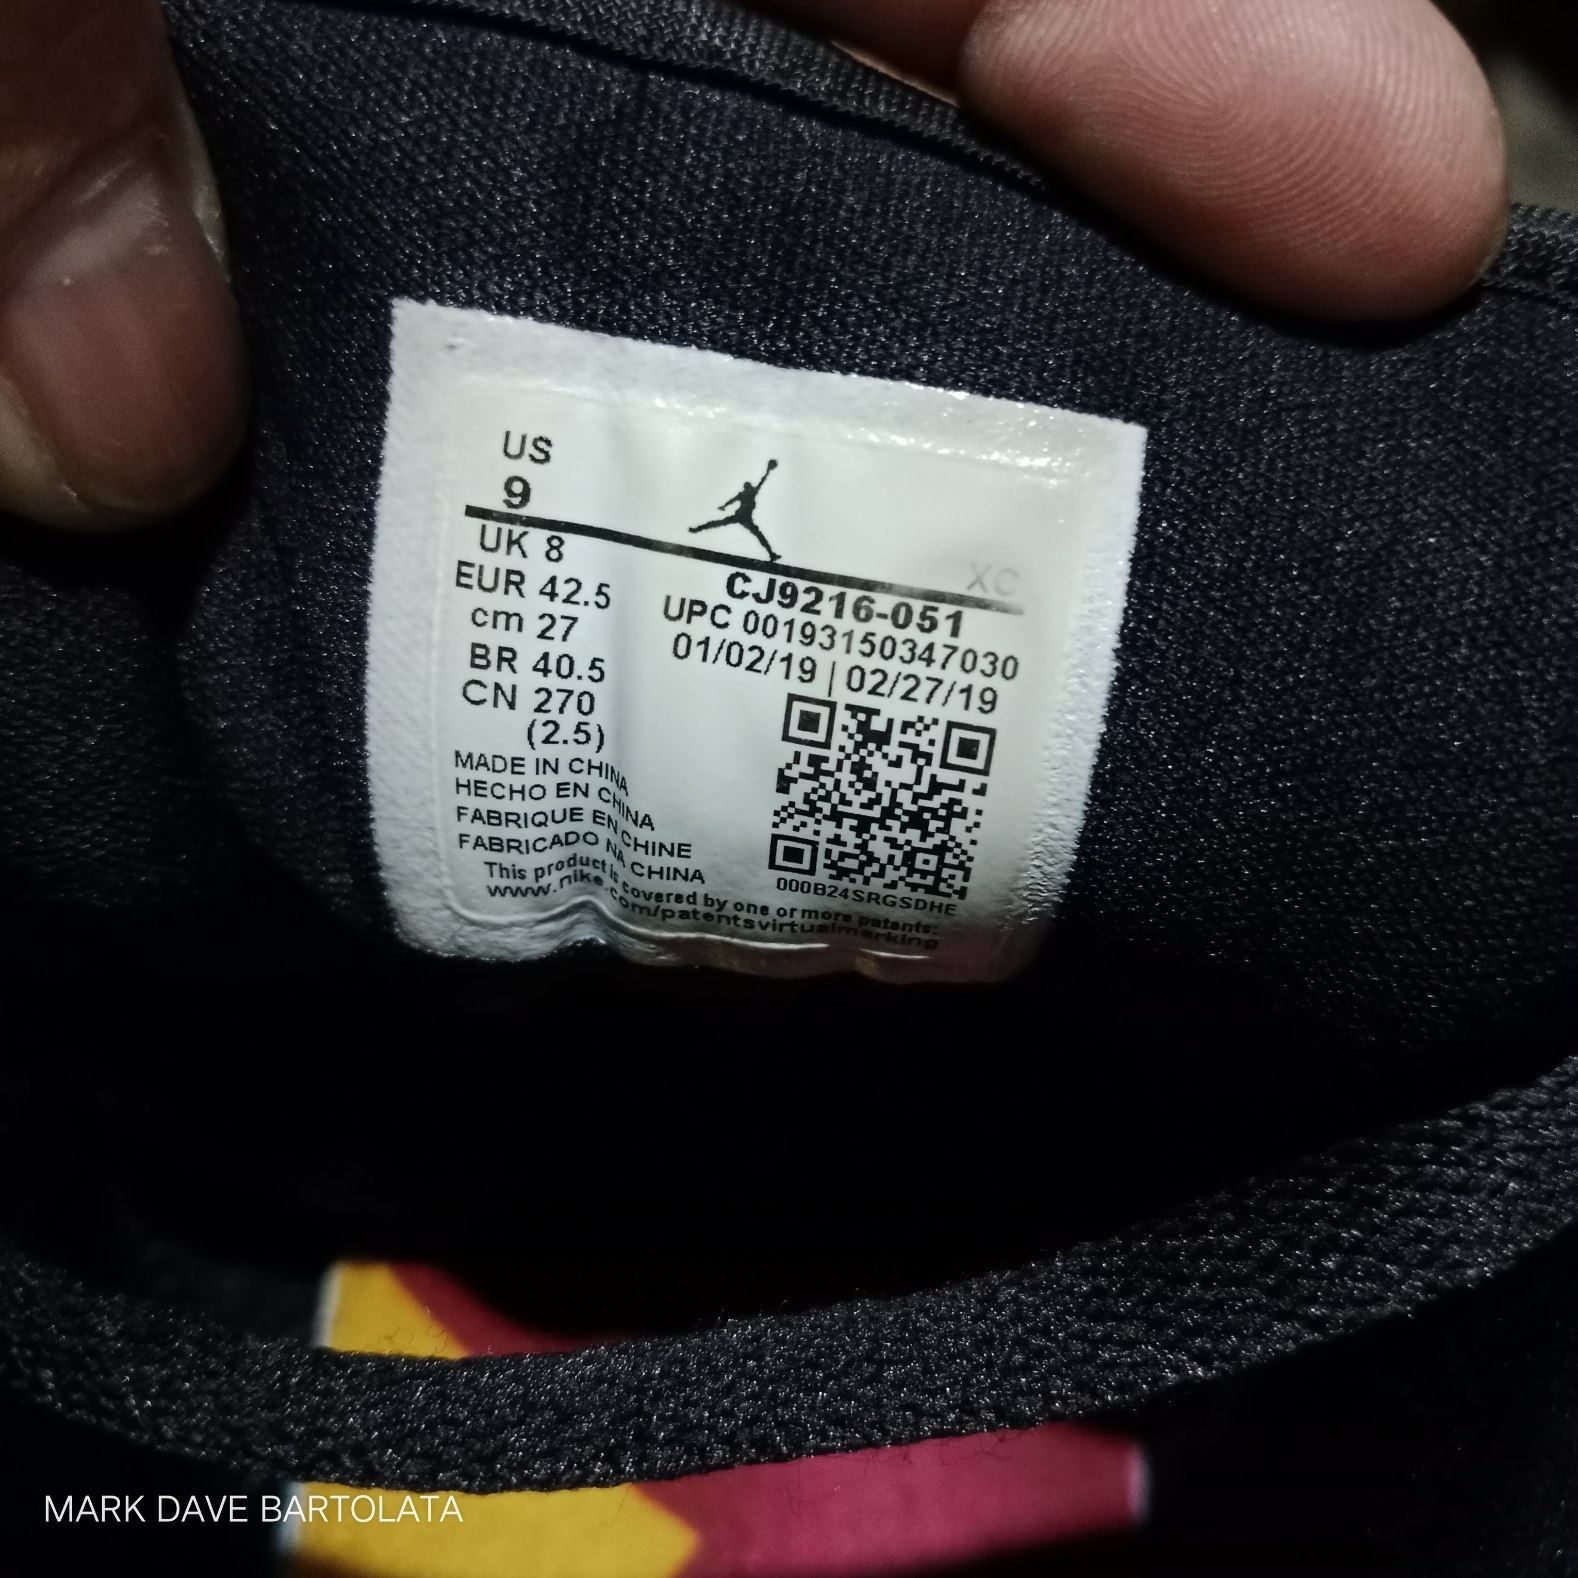 US
9
XC
UK 8
EUR 42.5
cm 27
BR 40.5
CN 270
(2.5)
CJ9216-051
UPC 00193150347030
01/02/19 | 02/27/19
MADE IN CHINA
HECHO EN CHINA
FABRIQUE EN CHINE
FABRICADO NA CHINA
000B24SRGSDHE
This product is covered by one or more patents:
www.nike.com/patentsvirtualmarking
MARK DAVE BARTOLATA